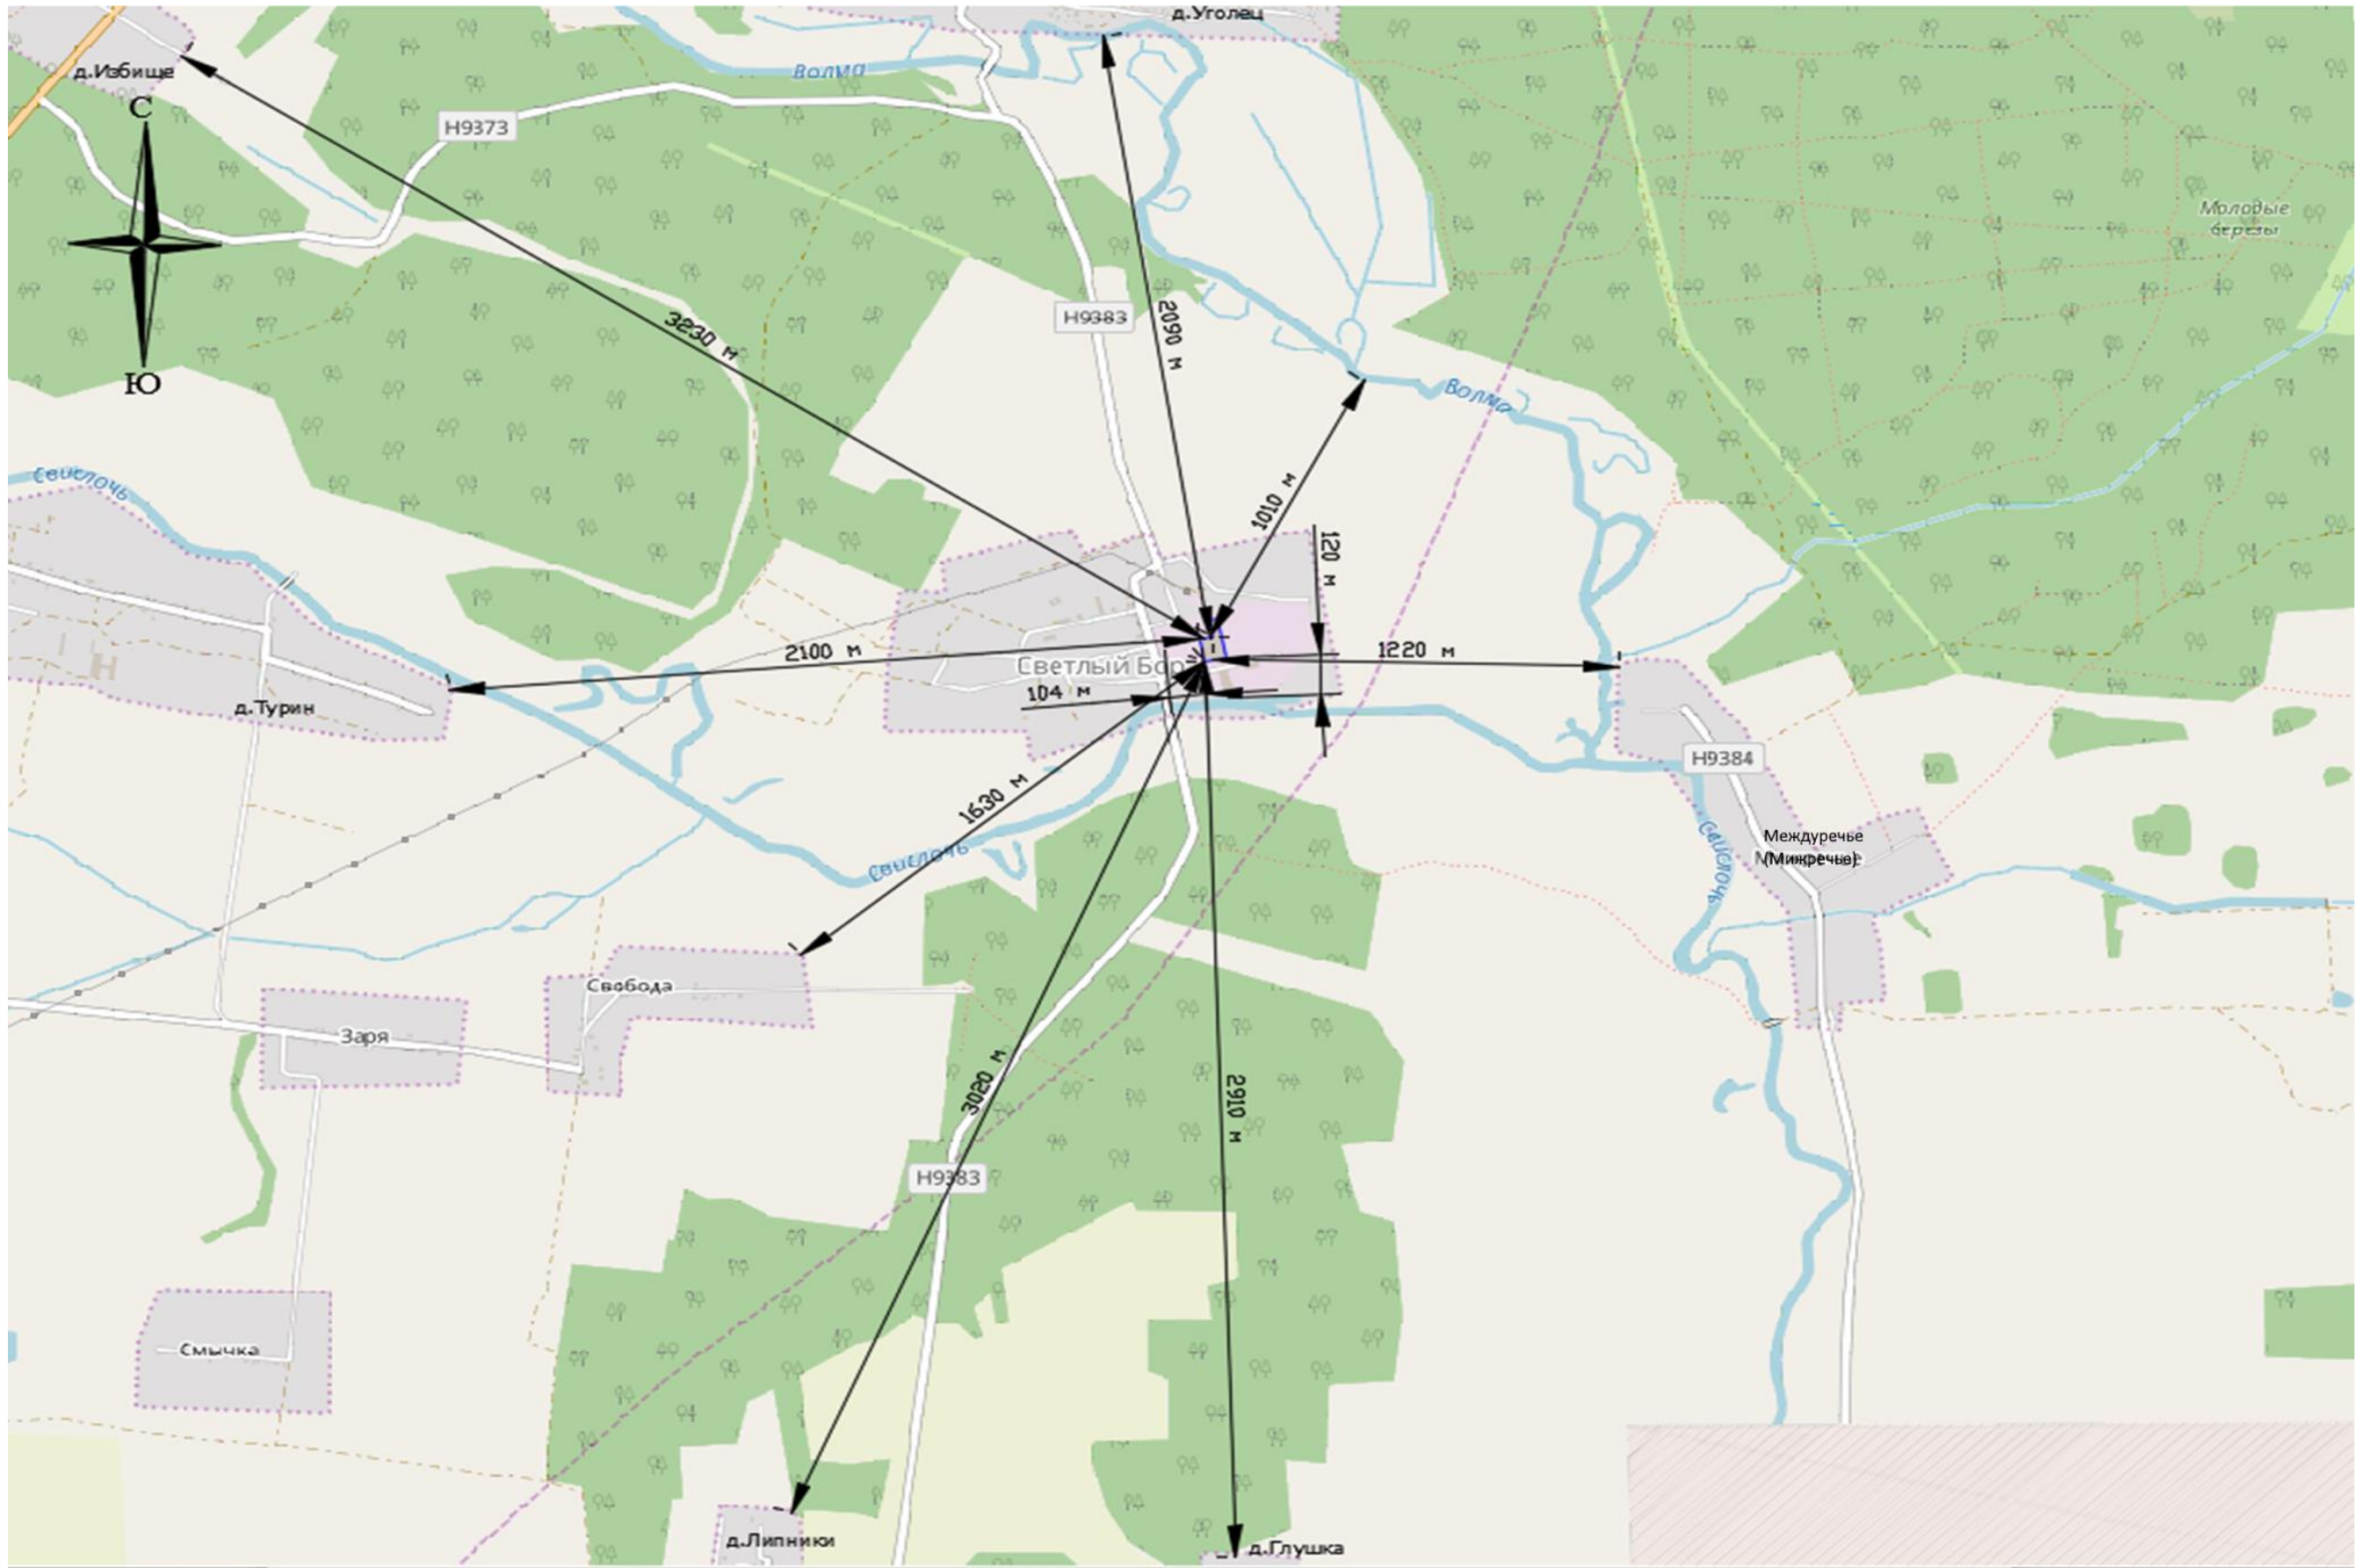 д.Уголец
д.Избище
Волма
С
Н9373
Молодые
березы
Н9383
2090 м
3230 м
Ю
Волма
Свислочь
1010 м
120 м
2100 м
1220 м
Светлый Бор
104 м
д.Турин
Н9384
1630 м
Свислочь
Свислочь
Междуречье
(Мижречье)
Свобода
Заря
3020 м
2910 м
Н9383
Смычка
д.Липники
д.Глушка